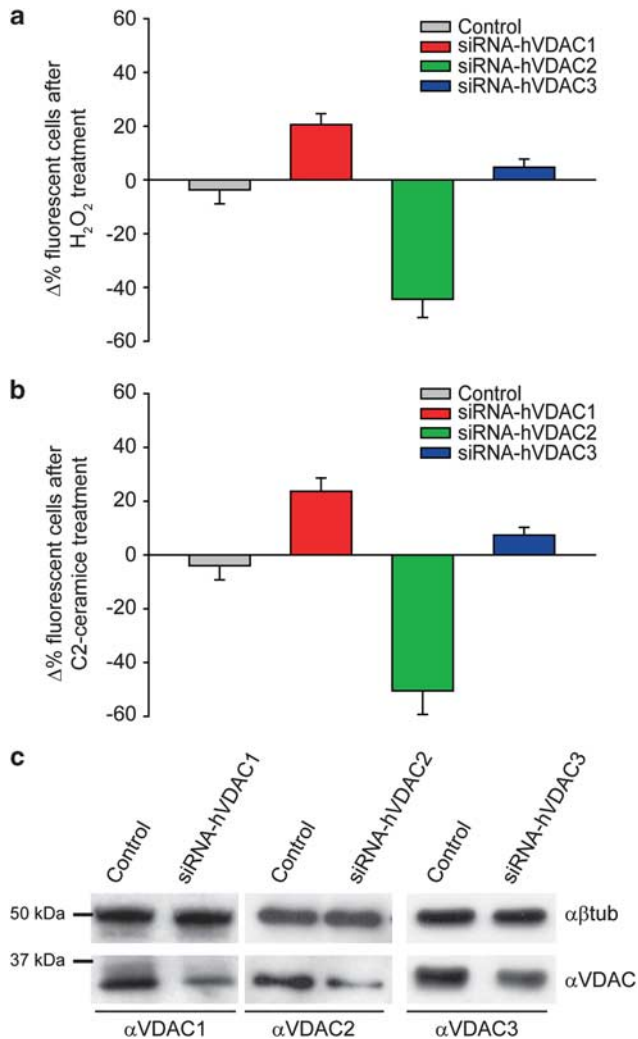 a
Control
siRNA-hVDAC1
siRNA-hVDAC2
siRNA-hVDAC3
60
40
20
0
-20
-40
-60
Δ% fluorescent cells after
H₂O₂ treatment
b
Control
siRNA-hVDAC1
siRNA-hVDAC2
siRNA-hVDAC3
60
40
20
0
-20
-40
-60
Δ% fluorescent cells after
C2-ceramice treatment
c
Control
siRNA-hVDAC1
Control
siRNA-hVDAC2
Control
siRNA-hVDAC3
50 kDa
αβtub
37 kDa
αVDAC
αVDAC1
αVDAC2
αVDAC3